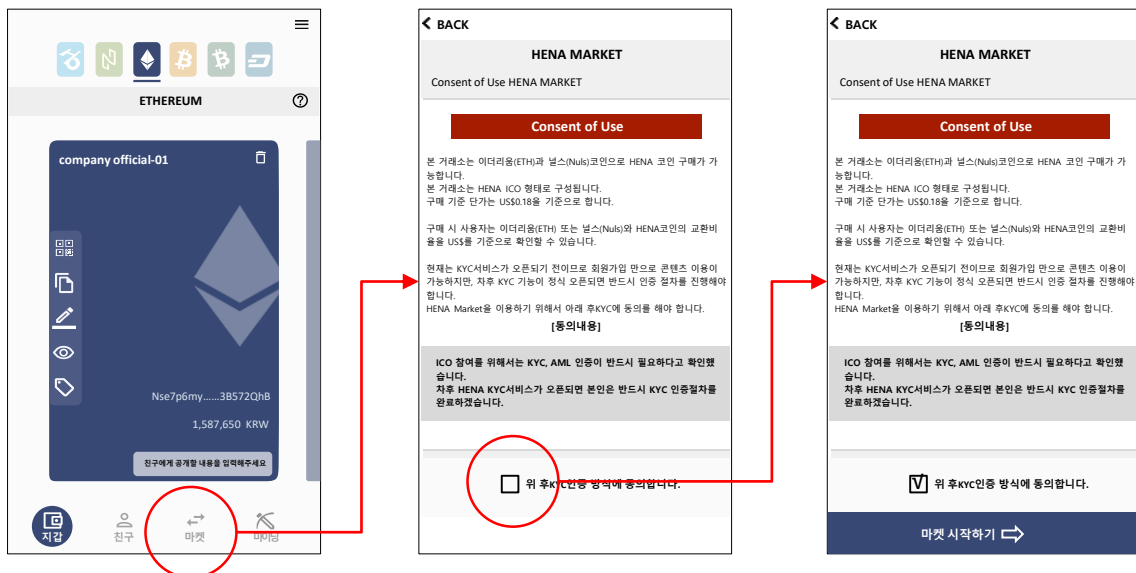 ETHEREUM
company official-01
Nse7p6my......3B572QhB
1,587,650 KRW
친구에게 공개할 내용을 입력해주세요
지갑
친구
마켓
마이닝
BACK
HENA MARKET
Consent of Use HENA MARKET
Consent of Use
본 거래소는 이더리움(ETH)과 널스(Nuls)코인으로 HENA 코인 구매가 가
능합니다.
본 거래소는 HENA ICO 형태로 구성됩니다.
구매 기준 단가는 US$0.18을 기준으로 합니다.
구매 시 사용자는 이더리움(ETH) 또는 널스(Nuls)와 HENA코인의 교환비
율을 US$를 기준으로 확인할 수 있습니다.
현재는 KYC서비스가 오픈되기 전이므로 회원가입 만으로 콘텐츠 이용이
가능하지만, 차후 KYC 기능이 정식 오픈되면 반드시 인증 절차를 진행해야
합니다.
HENA Market을 이용하기 위해서 아래 후KYC에 동의를 해야 합니다.
[동의내용]
ICO 참여를 위해서는 KYC, AML 인증이 반드시 필요하다고 확인했
습니다.
차후 HENA KYC서비스가 오픈되면 본인은 반드시 KYC 인증절차를
완료하겠습니다.
위 후KYC인증 방식에 동의합니다.
BACK
HENA MARKET
Consent of Use HENA MARKET
Consent of Use
본 거래소는 이더리움(ETH)과 널스(Nuls)코인으로 HENA 코인 구매가 가
능합니다.
본 거래소는 HENA ICO 형태로 구성됩니다.
구매 기준 단가는 US$0.18을 기준으로 합니다.
구매 시 사용자는 이더리움(ETH) 또는 널스(Nuls)와 HENA코인의 교환비
율을 US$를 기준으로 확인할 수 있습니다.
현재는 KYC서비스가 오픈되기 전이므로 회원가입 만으로 콘텐츠 이용이
가능하지만, 차후 KYC 기능이 정식 오픈되면 반드시 인증 절차를 진행해야
합니다.
HENA Market을 이용하기 위해서 아래 후KYC에 동의를 해야 합니다.
[동의내용]
ICO 참여를 위해서는 KYC, AML 인증이 반드시 필요하다고 확인했
습니다.
차후 HENA KYC서비스가 오픈되면 본인은 반드시 KYC 인증절차를
완료하겠습니다.
V 위 후KYC인증 방식에 동의합니다.
마켓 시작하기